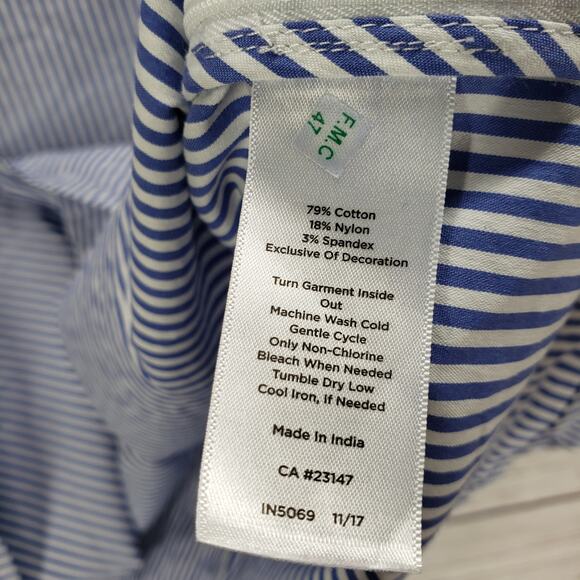 F.M.C
47
79% Cotton
18% Nylon
3% Spandex
Exclusive Of Decoration
Turn Garment Inside
Out
Machine Wash Cold
Gentle Cycle
Only Non-Chlorine
Bleach When Needed
Tumble Dry Low
Cool Iron, If Needed
Made In India
CA #23147
IN5069 11/17